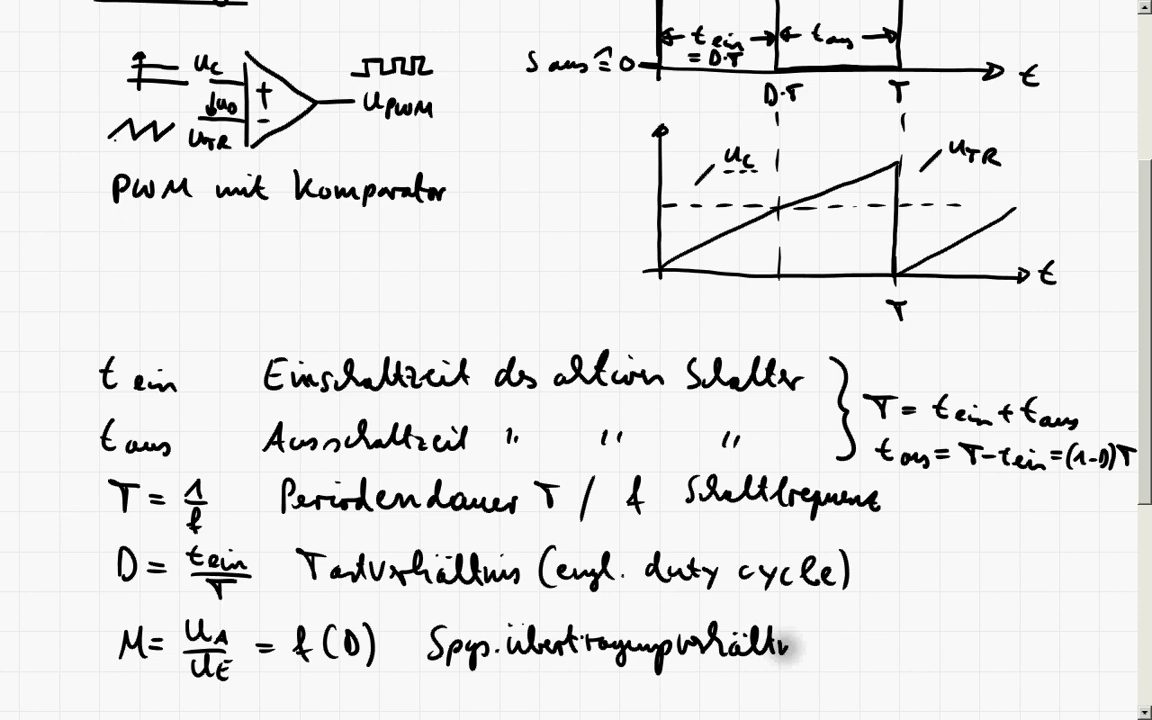 u_C
u_D
u_TR
+
-
u_PWM
PWM mit Komparator
t_ein
= D·T
t_aus
S aus ≙ 0
t
D·T
T
u_C
u_TR
t
T
t_ein Einschaltzeit des aktiven Schalter
t_aus Ausschaltzeit " " "
T = t_ein + t_aus
t_aus = T - t_ein = (1-D)T
T = 1/f Periodendauer T / f Schaltfrequenz
D = t_ein/T Tastverhältnis (engl. duty cycle)
M = U_A/U_E = f(D) Spgs. übertragungsverhältn